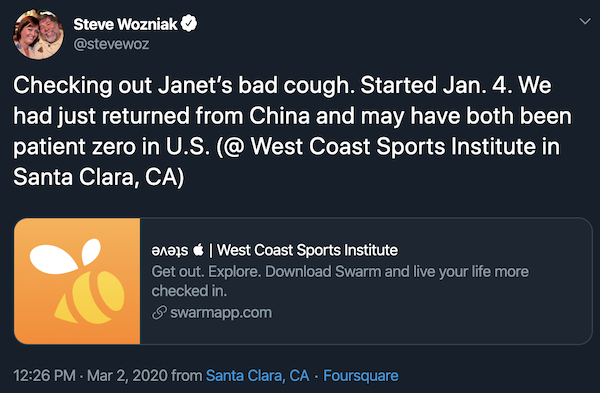 Steve Wozniak
@stevewoz
Checking out Janet's bad cough. Started Jan. 4. We
had just returned from China and may have both been
patient zero in U.S. (@ West Coast Sports Institute in
Santa Clara, CA)
ǝʌǝʇs  | West Coast Sports Institute
Get out. Explore. Download Swarm and live your life more
checked in.
swarmapp.com
12:26 PM · Mar 2, 2020 from Santa Clara, CA · Foursquare